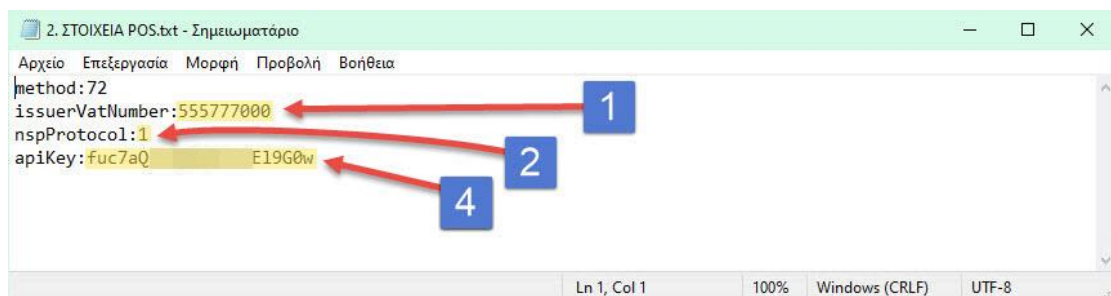 2. ΣΤΟΙΧΕΙΑ POS.txt - Σημειωματάριο
Αρχείο Επεξεργασία Μορφή Προβολή Βοήθεια
method:72
issuerVatNumber:555777000
1
nspProtocol:1
2
apiKey:fuc7aQ El9G0w
4
Ln 1, Col 1 100% Windows (CRLF) UTF-8